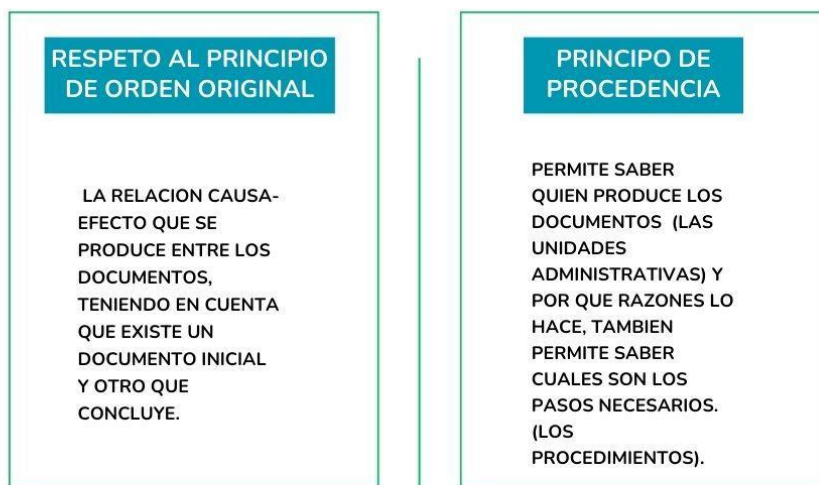 RESPETO AL PRINCIPIO
DE ORDEN ORIGINAL
LA RELACION CAUSA-
EFECTO QUE SE
PRODUCE ENTRE LOS
DOCUMENTOS,
TENIENDO EN CUENTA
QUE EXISTE UN
DOCUMENTO INICIAL
Y OTRO QUE
CONCLUYE.
PRINCIPO DE
PROCEDENCIA
PERMITE SABER
QUIEN PRODUCE LOS
DOCUMENTOS (LAS
UNIDADES
ADMINISTRATIVAS) Y
POR QUE RAZONES LO
HACE, TAMBIEN
PERMITE SABER
CUALES SON LOS
PASOS NECESARIOS.
(LOS
PROCEDIMIENTOS).